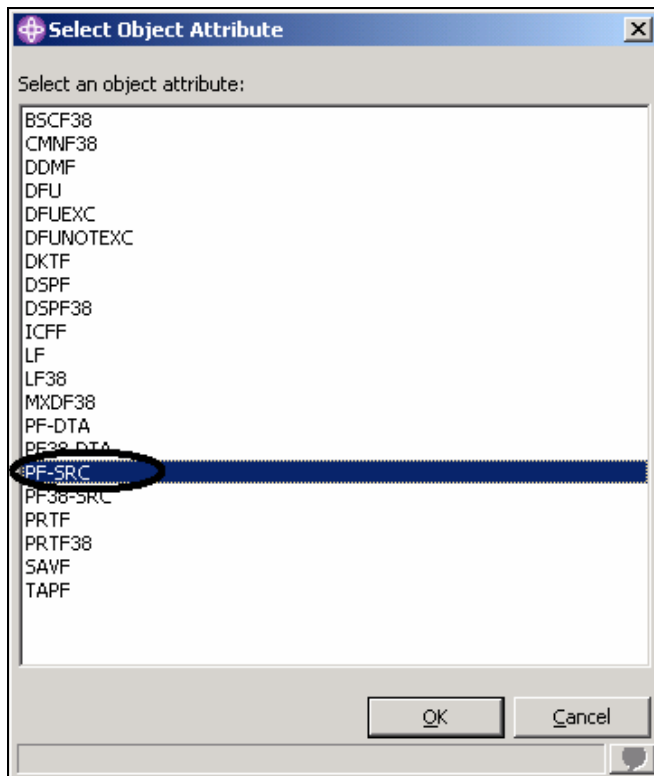 Select Object Attribute
Select an object attribute:
BSCF38
CMNF38
DDMF
DFU
DFUEXC
DFUNOTEXC
DKTF
DSPF
DSPF38
ICFF
LF
LF38
MXDF38
PF-DTA
PF38-DTA
PF-SRC
PF38-SRC
PRTF
PRTF38
SAVF
TAPF
OK Cancel